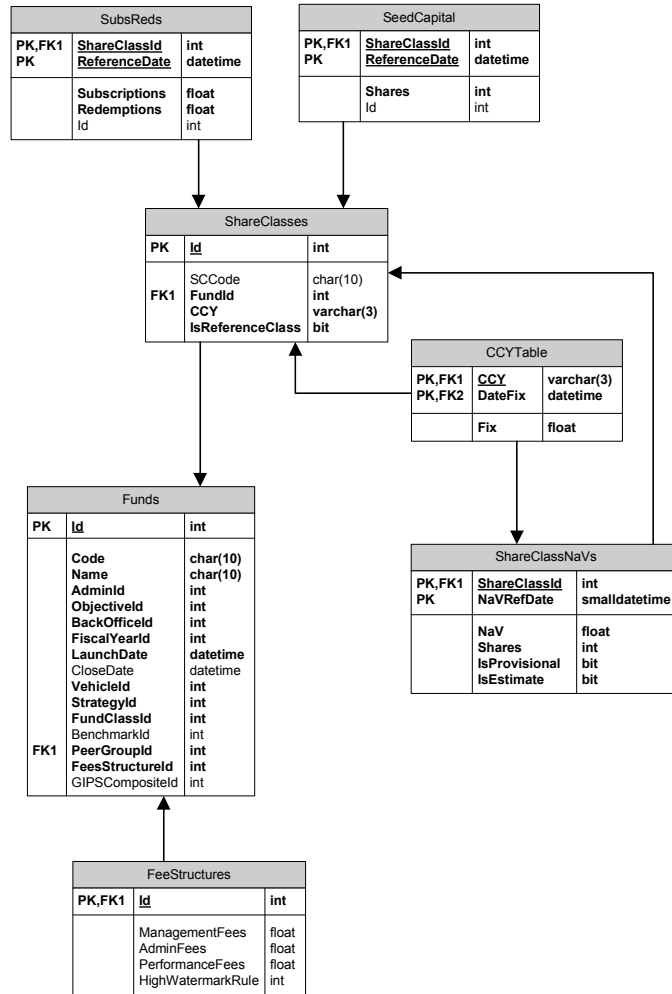 SubsReds
PK,FK1 ShareClassId int
PK ReferenceDate datetime
Subscriptions float
Redemptions float
Id int
SeedCapital
PK,FK1 ShareClassId int
PK ReferenceDate datetime
Shares int
Id int
ShareClasses
PK Id int
SCCode char(10)
FK1 FundId int
CCY varchar(3)
IsReferenceClass bit
CCYTable
PK,FK1 CCY varchar(3)
PK,FK2 DateFix datetime
Fix float
Funds
PK Id int
Code char(10)
Name char(10)
AdminId int
ObjectiveId int
BackOfficeId int
FiscalYearId int
LaunchDate datetime
CloseDate datetime
VehicleId int
StrategyId int
FundClassId int
BenchmarkId int
FK1 PeerGroupId int
FeesStructureId int
GIPSCompositeId int
ShareClassNaVs
PK,FK1 ShareClassId int
PK NaVRefDate smalldatetime
NaV float
Shares int
IsProvisional bit
IsEstimate bit
FeeStructures
PK,FK1 Id int
ManagementFees float
AdminFees float
PerformanceFees float
HighWatermarkRule int